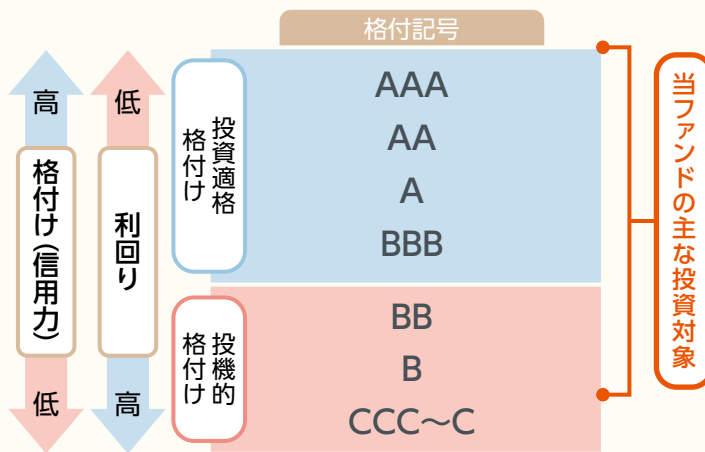 格付記号
高
格付け（信用力）
低
低
利回り
高
投資適格
格付け
投機的
格付け
AAA
AA
A
BBB
BB
B
CCC～C
当ファンドの主な投資対象